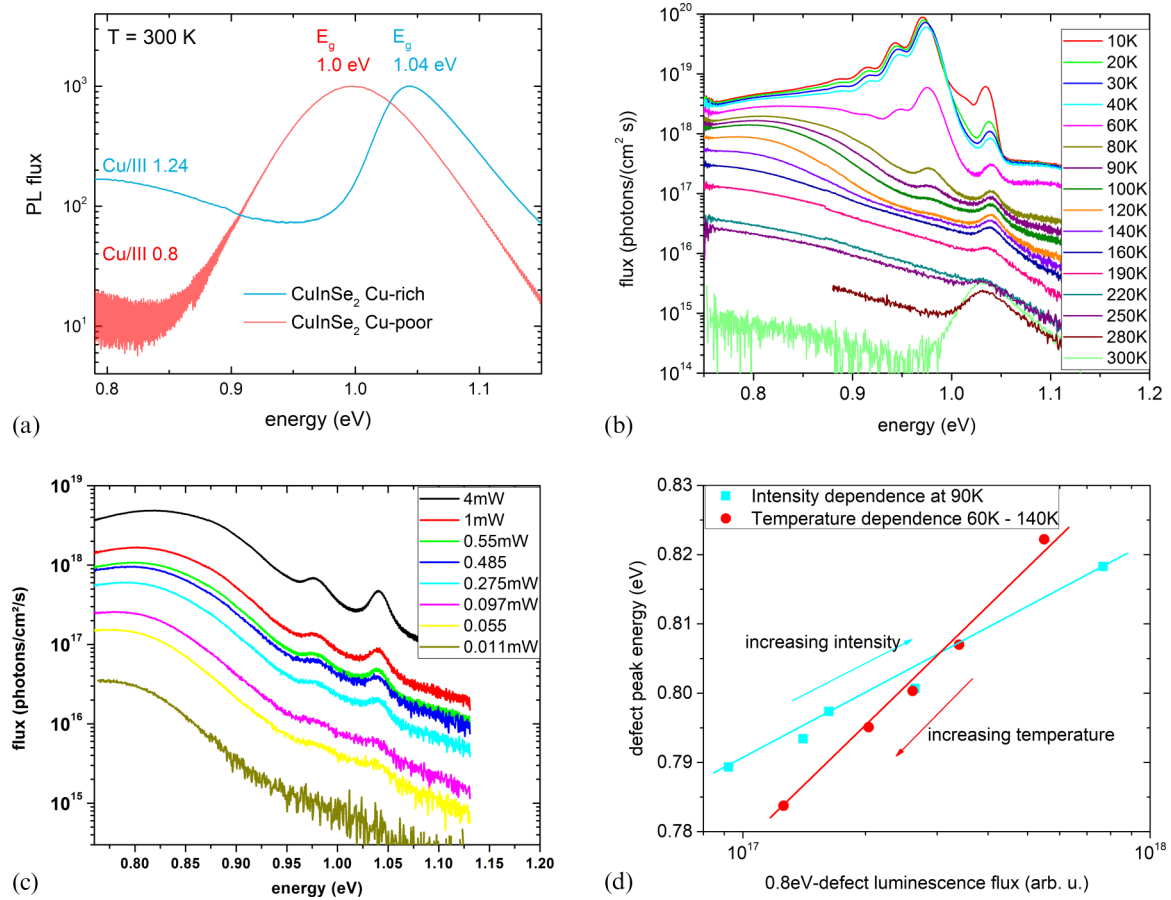 T = 300 K
E_g
1.0 eV
E_g
1.04 eV
10^3
10^2
10^1
PL flux
Cu/III 1.24
Cu/III 0.8
CuInSe_2 Cu-rich
CuInSe_2 Cu-poor
0.8 0.9 1.0 1.1
energy (eV)
(a)
10^20
10^19
10^18
10^17
10^16
10^15
10^14
flux (photons/(cm^2 s))
10K
20K
30K
40K
60K
80K
90K
100K
120K
140K
160K
190K
220K
250K
280K
300K
0.8 0.9 1.0 1.1 1.2
energy (eV)
(b)
10^19
10^18
10^17
10^16
10^15
flux (photons/cm²/s)
4mW
1mW
0.55mW
0.485
0.275mW
0.097mW
0.055
0.011mW
0.80 0.85 0.90 0.95 1.00 1.05 1.10 1.15 1.20
energy (eV)
(c)
0.83
0.82
0.81
0.80
0.79
0.78
defect peak energy (eV)
Intensity dependence at 90K
Temperature dependence 60K - 140K
increasing intensity
increasing temperature
10^17 10^18
0.8eV-defect luminescence flux (arb. u.)
(d)